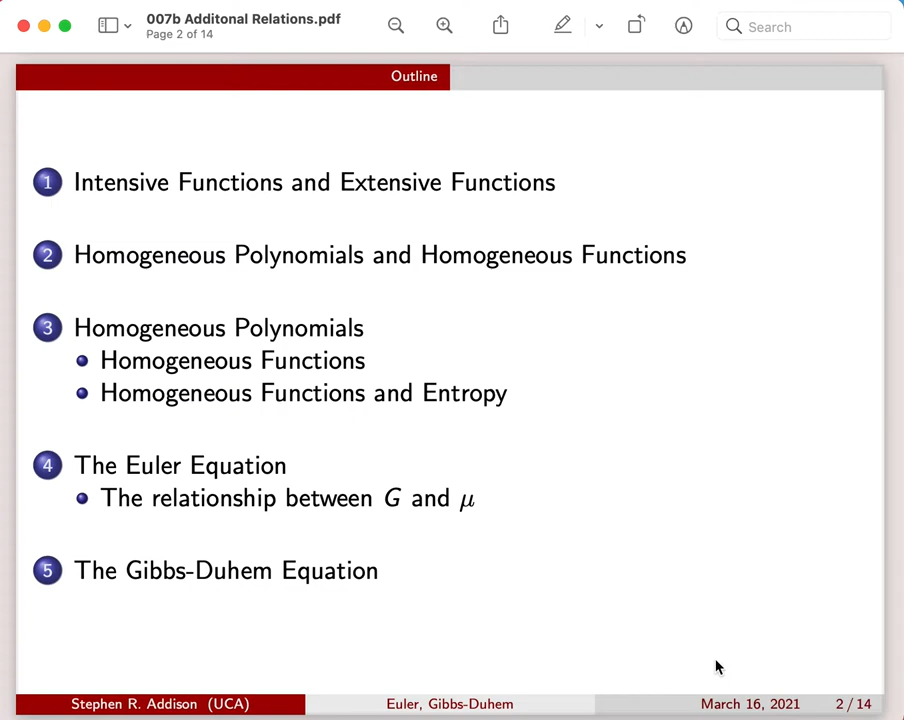 007b Additonal Relations.pdf
Page 2 of 14
Search
Outline
1 Intensive Functions and Extensive Functions
2 Homogeneous Polynomials and Homogeneous Functions
3 Homogeneous Polynomials
Homogeneous Functions
Homogeneous Functions and Entropy
4 The Euler Equation
The relationship between G and μ
5 The Gibbs-Duhem Equation
Stephen R. Addison (UCA) Euler, Gibbs-Duhem March 16, 2021 2 / 14